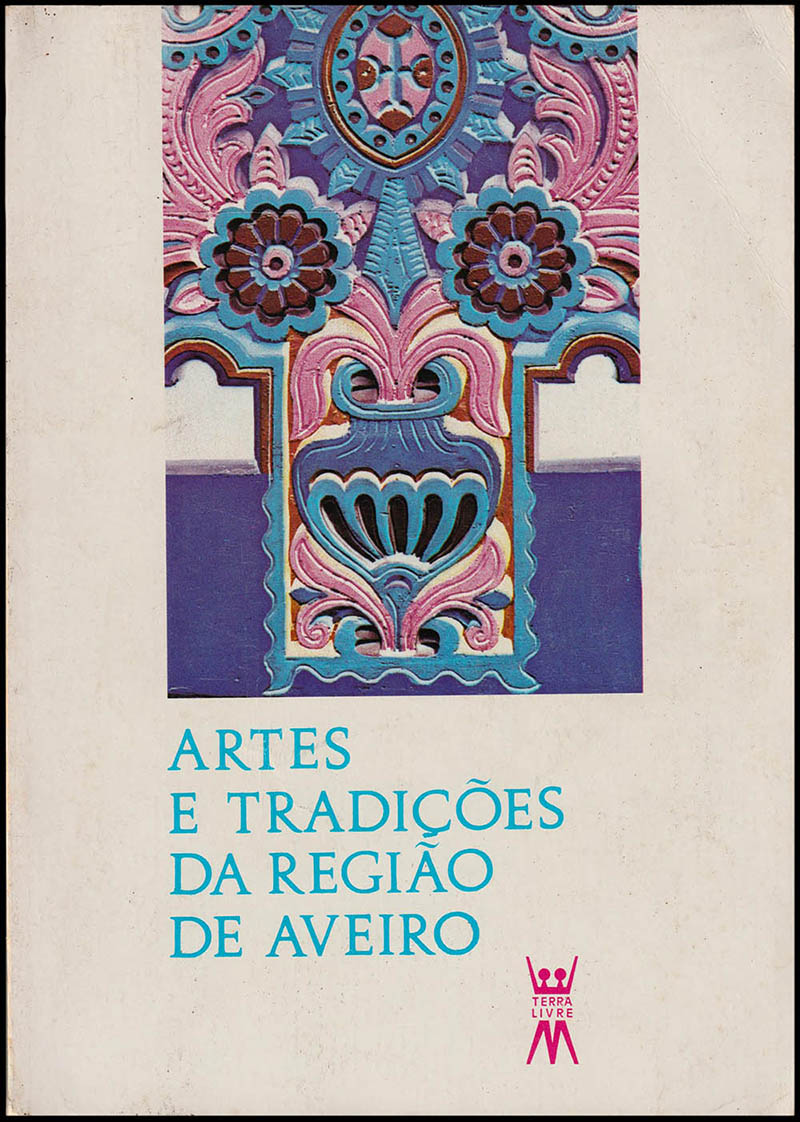 ARTES
E TRADIÇÕES
DA REGIÃO
DE AVEIRO
TERRA
LIVRE